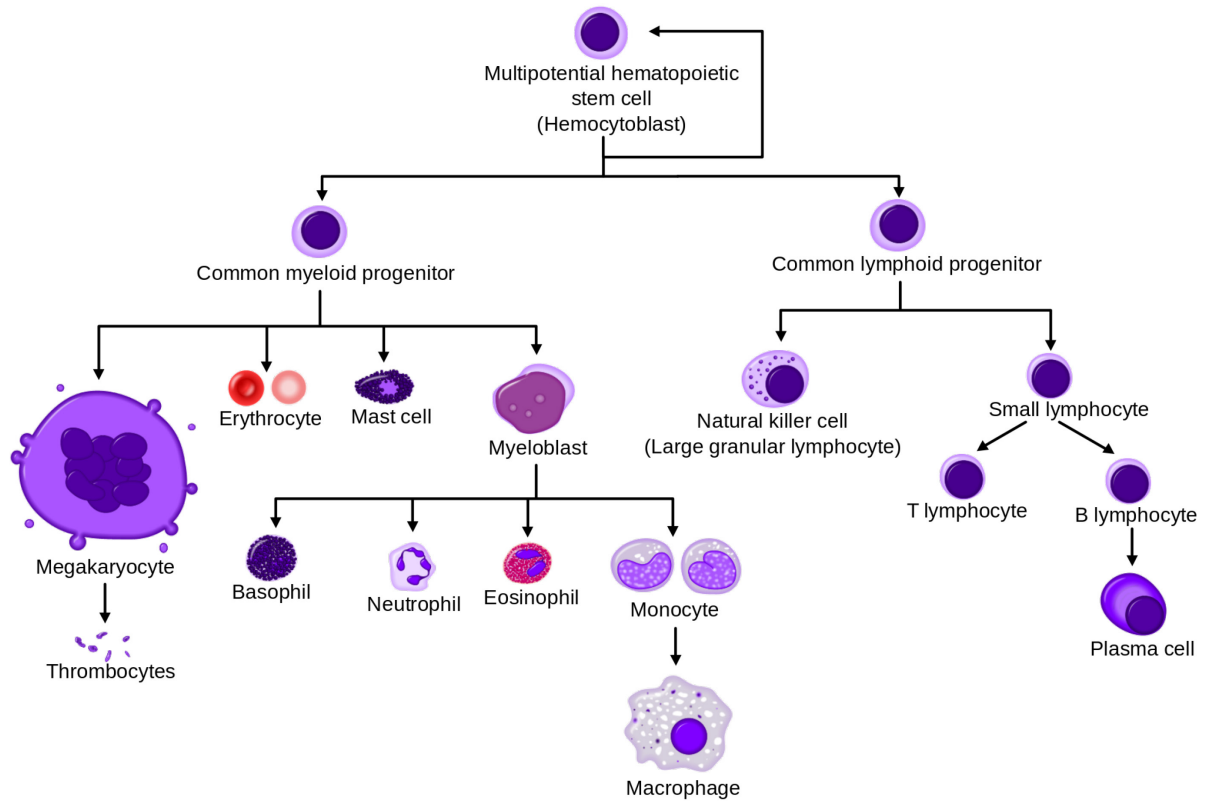 Multipotential hematopoietic
stem cell
(Hemocytoblast)
Common myeloid progenitor
Common lymphoid progenitor
Erythrocyte
Mast cell
Myeloblast
Natural killer cell
(Large granular lymphocyte)
Small lymphocyte
T lymphocyte
B lymphocyte
Megakaryocyte
Basophil
Neutrophil
Eosinophil
Monocyte
Plasma cell
Thrombocytes
Macrophage